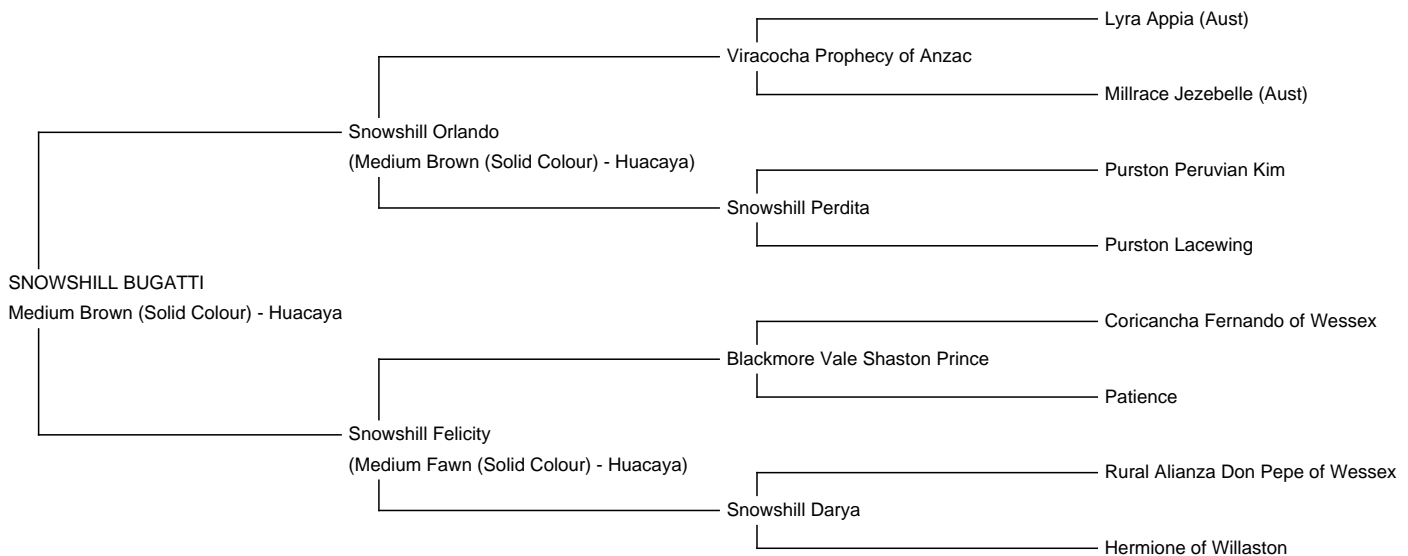 Lyra Appia (Aust)
Viracocha Prophecy of Anzac
Millrace Jezebelle (Aust)
Snowshill Orlando
(Medium Brown (Solid Colour) - Huacaya)
Purston Peruvian Kim
Snowshill Perdita
Purston Lacewing
SNOWSHILL BUGATTI
Medium Brown (Solid Colour) - Huacaya
Coricancha Fernando of Wessex
Blackmore Vale Shaston Prince
Patience
Snowshill Felicity
(Medium Fawn (Solid Colour) - Huacaya)
Rural Alianza Don Pepe of Wessex
Snowshill Darya
Hermione of Willaston